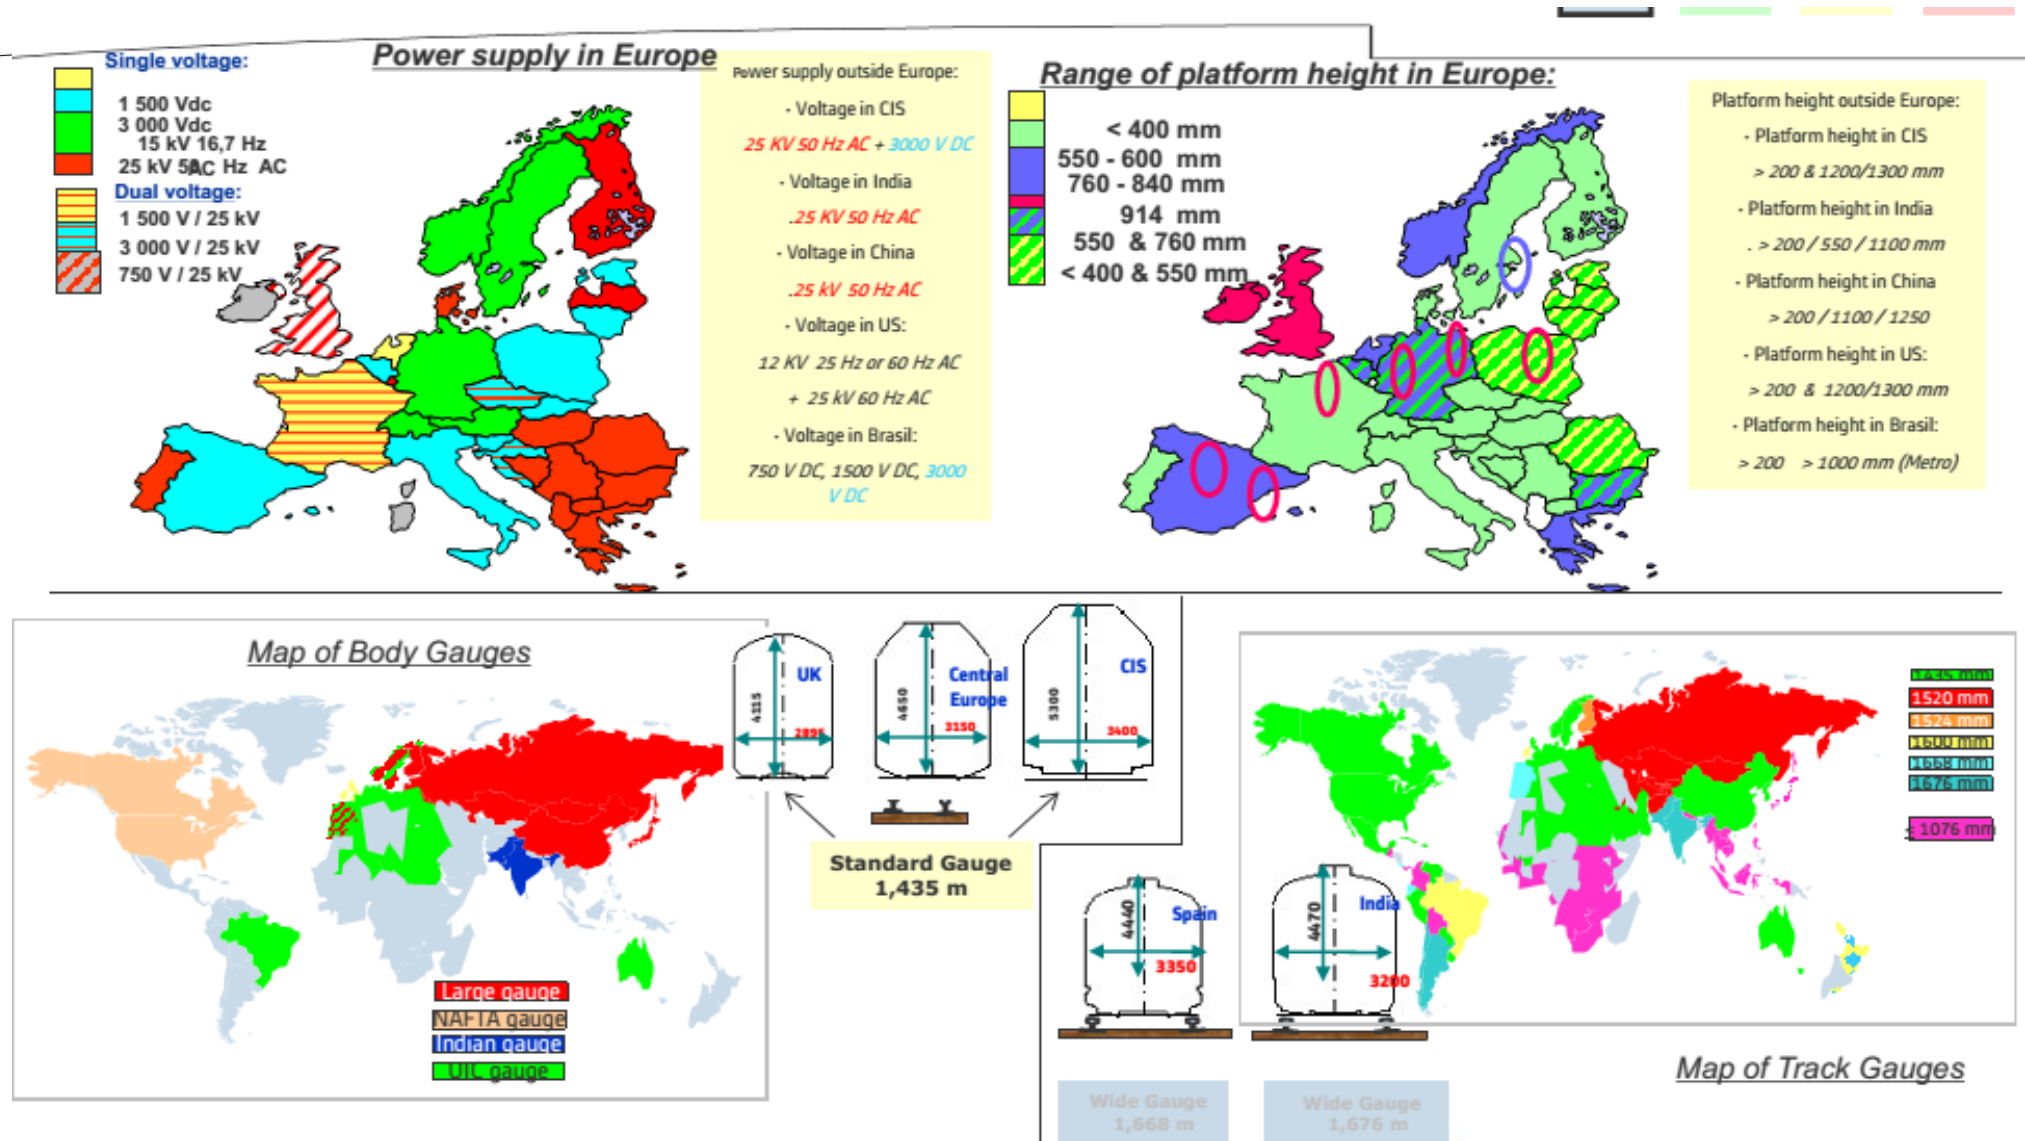 Power supply in Europe
Single voltage:
1 500 Vdc
3 000 Vdc
15 kV 16,7 Hz
AC
25 kV 50 Hz AC
Dual voltage:
1 500 V / 25 kV
3 000 V / 25 kV
750 V / 25 kV
Power supply outside Europe:
- Voltage in CIS
25 KV 50 Hz AC + 3000 V DC
- Voltage in India
.25 KV 50 Hz AC
- Voltage in China
.25 kV 50 Hz AC
- Voltage in US:
12 KV 25 Hz or 60 Hz AC
+ 25 kV 60 Hz AC
- Voltage in Brasil:
750 V DC, 1500 V DC, 3000
V DC
Range of platform height in Europe:
< 400 mm
550 - 600 mm
760 - 840 mm
914 mm
550 & 760 mm
< 400 & 550 mm
Platform height outside Europe:
- Platform height in CIS
> 200 & 1200/1300 mm
- Platform height in India
. > 200 / 550 / 1100 mm
- Platform height in China
> 200 / 1100 / 1250
- Platform height in US:
> 200 & 1200/1300 mm
- Platform height in Brasil:
> 200 > 1000 mm (Metro)
Map of Body Gauges
Large gauge
NAFTA gauge
Indian gauge
UIC gauge
UK
4115
2895
Central
Europe
4650
3150
CIS
5300
3400
Standard Gauge
1,435 m
Spain
4440
3350
India
4470
3200
Wide Gauge
1,668 m
Wide Gauge
1,676 m
1435 mm
1520 mm
1524 mm
1600 mm
1668 mm
1676 mm
≤ 1076 mm
Map of Track Gauges